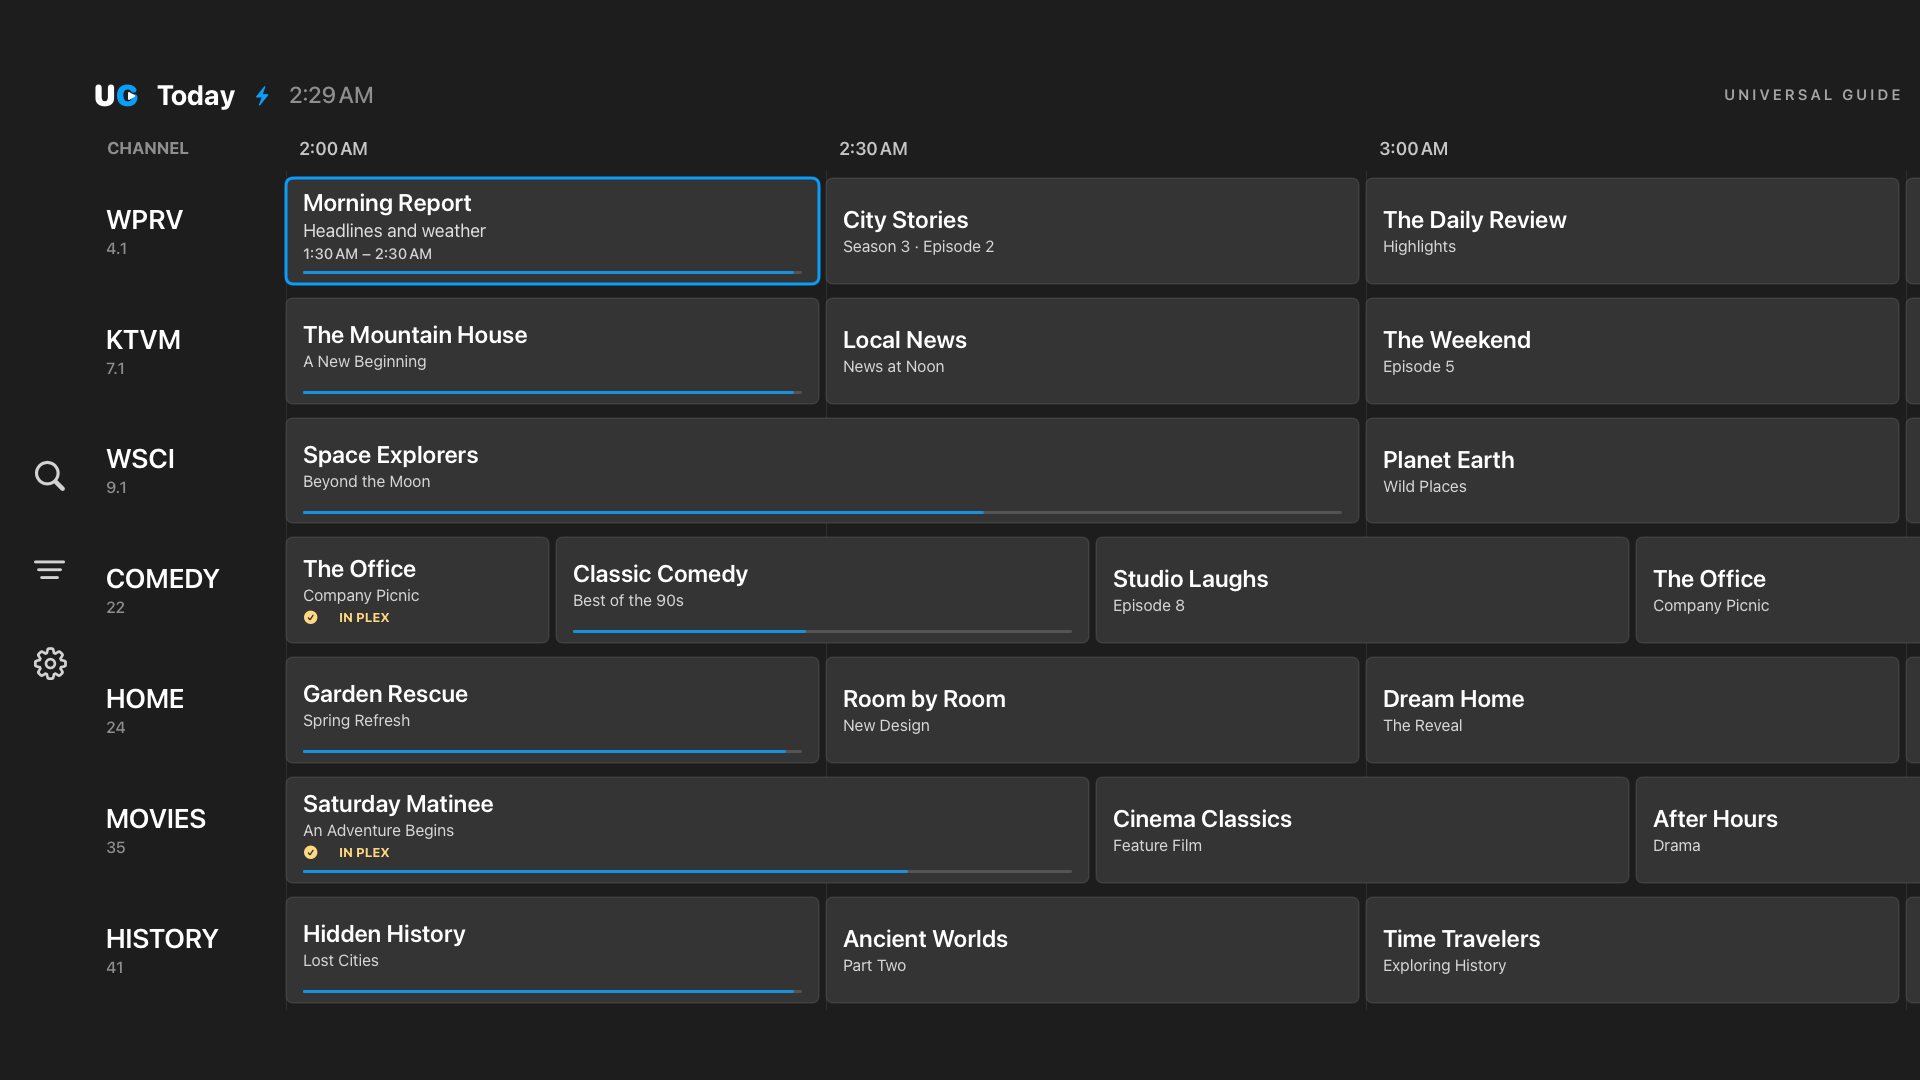 UG Today 2:29 AM
UNIVERSAL GUIDE
CHANNEL 2:00 AM 2:30 AM 3:00 AM
WPRV
4.1
Morning Report
Headlines and weather
1:30 AM – 2:30 AM
City Stories
Season 3 · Episode 2
The Daily Review
Highlights
KTVM
7.1
The Mountain House
A New Beginning
Local News
News at Noon
The Weekend
Episode 5
WSCI
9.1
Space Explorers
Beyond the Moon
Planet Earth
Wild Places
COMEDY
22
The Office
Company Picnic
IN PLEX
Classic Comedy
Best of the 90s
Studio Laughs
Episode 8
The Office
Company Picnic
HOME
24
Garden Rescue
Spring Refresh
Room by Room
New Design
Dream Home
The Reveal
MOVIES
35
Saturday Matinee
An Adventure Begins
IN PLEX
Cinema Classics
Feature Film
After Hours
Drama
HISTORY
41
Hidden History
Lost Cities
Ancient Worlds
Part Two
Time Travelers
Exploring History